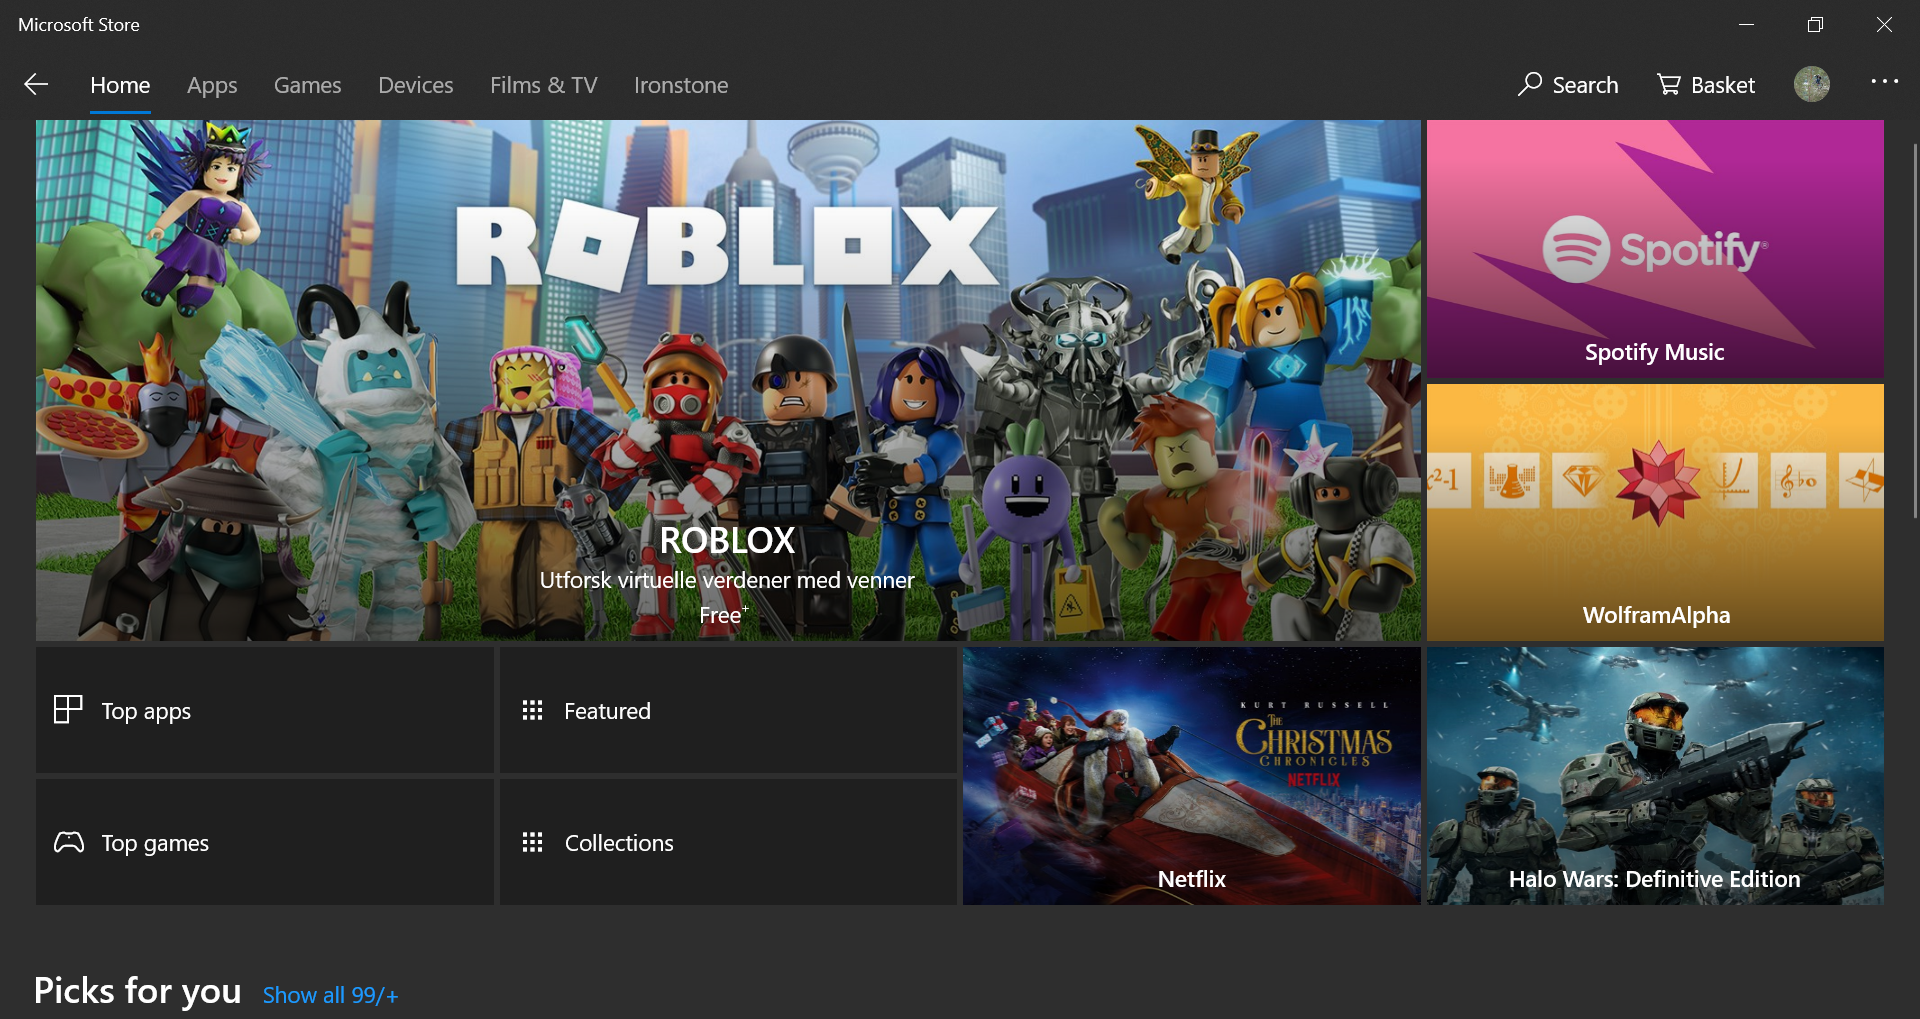 Microsoft Store
Home Apps Games Devices Films & TV Ironstone Search Basket
ROBLOX
ROBLOX
Utforsk virtuelle verdener med venner
Free+
Spotify®
Spotify Music
x²-1
WolframAlpha
Top apps
Featured
Top games
Collections
KURT RUSSELL
THE
CHRISTMAS
CHRONICLES
NETFLIX
Netflix
Halo Wars: Definitive Edition
Picks for you Show all 99/+